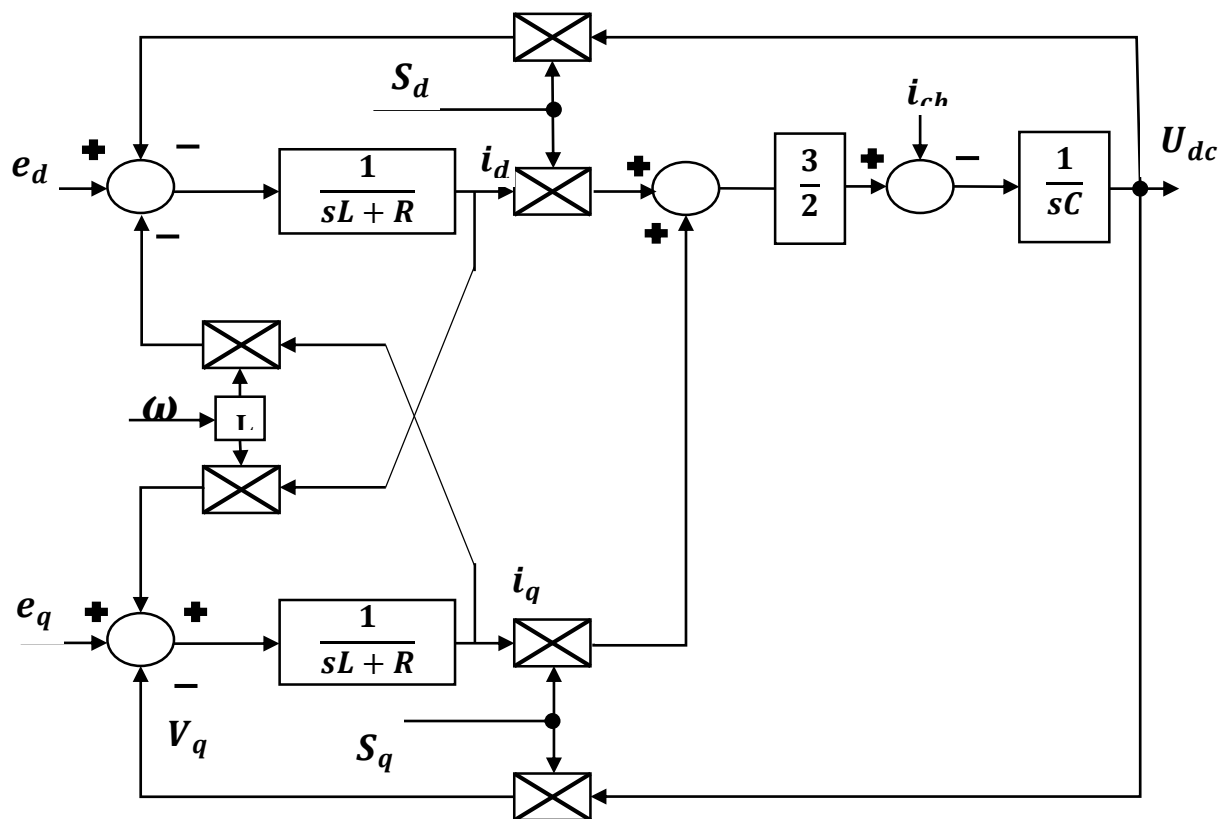 S_d
i_ch
U_dc
e_d
+
−
1
sL + R
i_d
+
3
2
+
−
1
sC
−
+
ω
L
e_q
+
+
1
sL + R
i_q
−
V_q
S_q